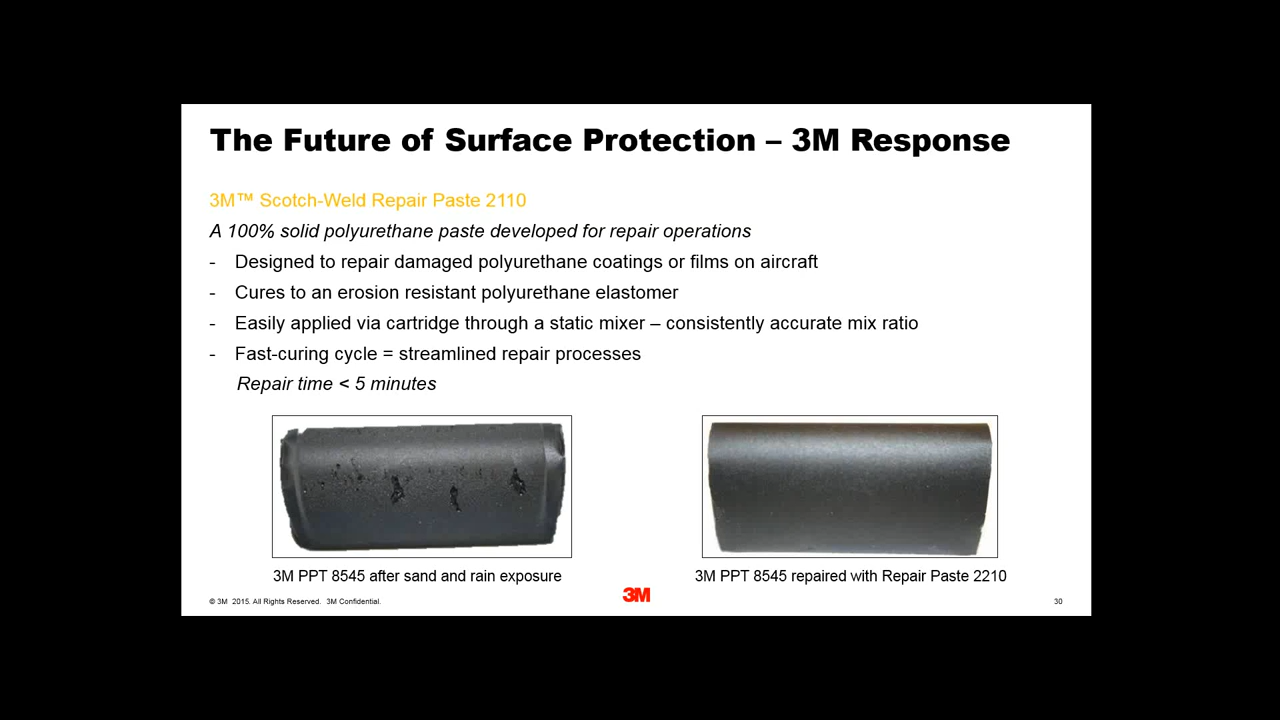 The Future of Surface Protection – 3M Response
3M™ Scotch-Weld Repair Paste 2110
A 100% solid polyurethane paste developed for repair operations
- Designed to repair damaged polyurethane coatings or films on aircraft
- Cures to an erosion resistant polyurethane elastomer
- Easily applied via cartridge through a static mixer – consistently accurate mix ratio
- Fast-curing cycle = streamlined repair processes
Repair time < 5 minutes
3M PPT 8545 after sand and rain exposure
3M PPT 8545 repaired with Repair Paste 2210
© 3M 2015. All Rights Reserved. 3M Confidential.
3M
30